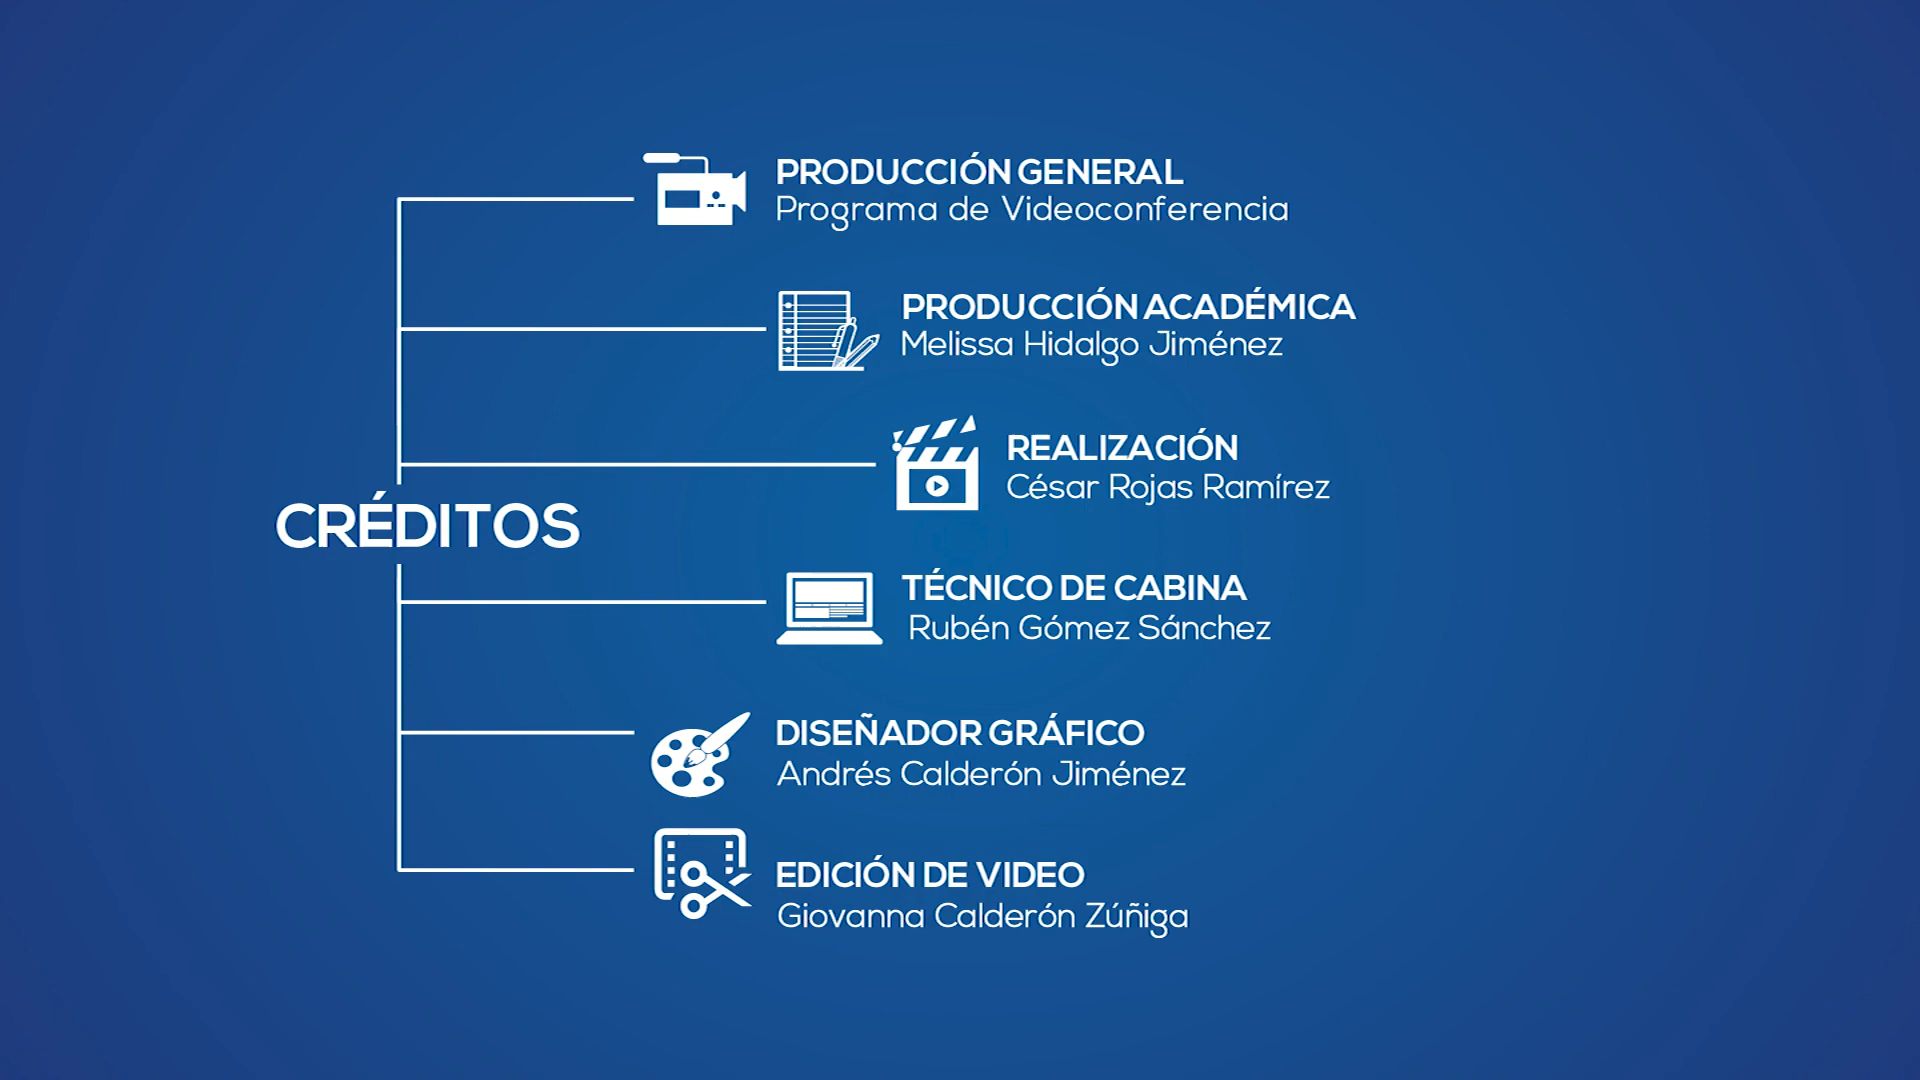 PRODUCCIÓN GENERAL
Programa de Videoconferencia
PRODUCCIÓN ACADÉMICA
Melissa Hidalgo Jiménez
REALIZACIÓN
César Rojas Ramírez
CRÉDITOS
TÉCNICO DE CABINA
Rubén Gómez Sánchez
DISEÑADOR GRÁFICO
Andrés Calderón Jiménez
EDICIÓN DE VIDEO
Giovanna Calderón Zúñiga